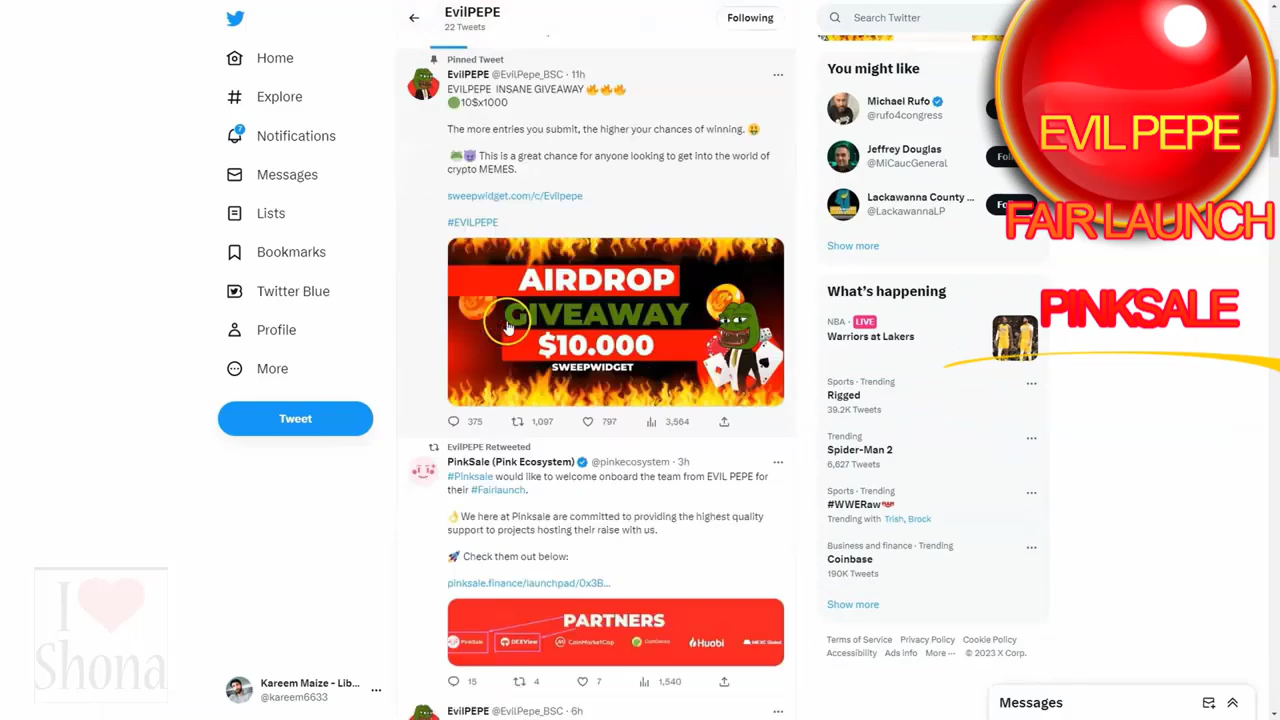 Home
Explore
7
Notifications
Messages
Lists
Bookmarks
Twitter Blue
Profile
More
Tweet
I
Shona
Kareem Maize - Lib... ...
@kareem6633
EvilPEPE
22 Tweets
Following
Pinned Tweet
EvilPEPE @EvilPepe_BSC · 11h
EVILPEPE INSANE GIVEAWAY 🔥🔥🔥
🟢10$x1000
The more entries you submit, the higher your chances of winning. 🤑
🐸😈 This is a great chance for anyone looking to get into the world of
crypto MEMES.
sweepwidget.com/c/Evilpepe
#EVILPEPE
AIRDROP
GIVEAWAY
$10.000
SWEEPWIDGET
375 1,097 797 3,564
EvilPEPE Retweeted
PinkSale (Pink Ecosystem) @pinkecosystem · 3h
#Pinksale would like to welcome onboard the team from EVIL PEPE for
their #Fairlaunch.
👌We here at Pinksale are committed to providing the highest quality
support to projects hosting their raise with us.
🚀 Check them out below:
pinksale.finance/launchpad/0x3B...
PARTNERS
PinkSale DEXView CoinMarketCap CoinGecko Huobi MEXC Global
15 4 7 1,540
EvilPEPE @EvilPepe_BSC · 6h
Search Twitter
You might like
Michael Rufo
@rufo4congress
Jeffrey Douglas
@MiCaucGeneral
Foll
Lackawanna County ...
@LackawannaLP
Foll
Show more
What's happening
NBA · LIVE
Warriors at Lakers
Sports · Trending
Rigged
39.2K Tweets
Trending
Spider-Man 2
6,627 Tweets
Sports · Trending
#WWERaw
Trending with Trish, Brock
Business and finance · Trending
Coinbase
190K Tweets
Show more
Terms of Service Privacy Policy Cookie Policy
Accessibility Ads info More ... © 2023 X Corp.
Messages
EVIL PEPE
FAIR LAUNCH
PINKSALE